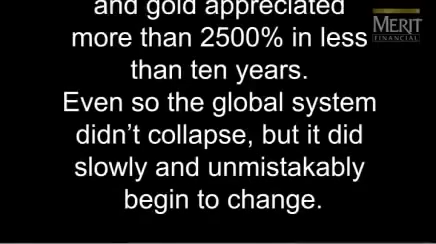 and gold appreciated
more than 2500% in less
than ten years.
Even so the global system
didn't collapse, but it did
slowly and unmistakably
begin to change.
MERIT
FINANCIAL